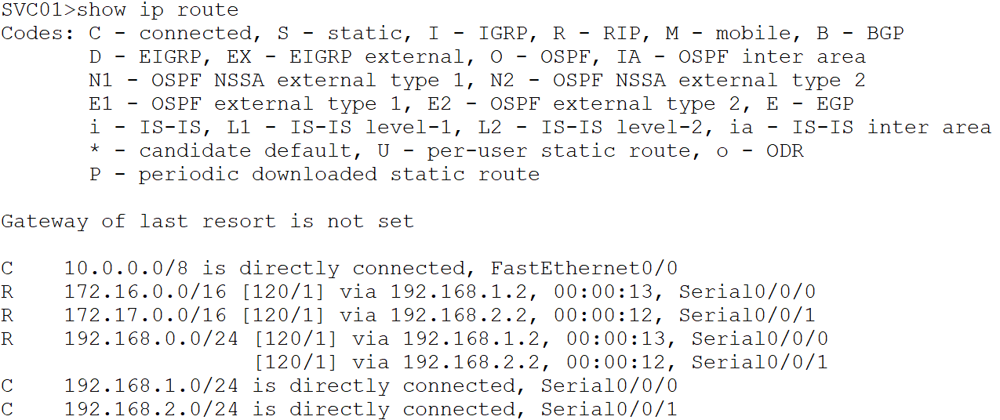 SVC01>show ip route
Codes: C - connected, S - static, I - IGRP, R - RIP, M - mobile, B - BGP
       D - EIGRP, EX - EIGRP external, O - OSPF, IA - OSPF inter area
       N1 - OSPF NSSA external type 1, N2 - OSPF NSSA external type 2
       E1 - OSPF external type 1, E2 - OSPF external type 2, E - EGP
       i - IS-IS, L1 - IS-IS level-1, L2 - IS-IS level-2, ia - IS-IS inter area
       * - candidate default, U - per-user static route, o - ODR
       P - periodic downloaded static route

Gateway of last resort is not set

C    10.0.0.0/8 is directly connected, FastEthernet0/0
R    172.16.0.0/16 [120/1] via 192.168.1.2, 00:00:13, Serial0/0/0
R    172.17.0.0/16 [120/1] via 192.168.2.2, 00:00:12, Serial0/0/1
R    192.168.0.0/24 [120/1] via 192.168.1.2, 00:00:13, Serial0/0/0
                    [120/1] via 192.168.2.2, 00:00:12, Serial0/0/1
C    192.168.1.0/24 is directly connected, Serial0/0/0
C    192.168.2.0/24 is directly connected, Serial0/0/1